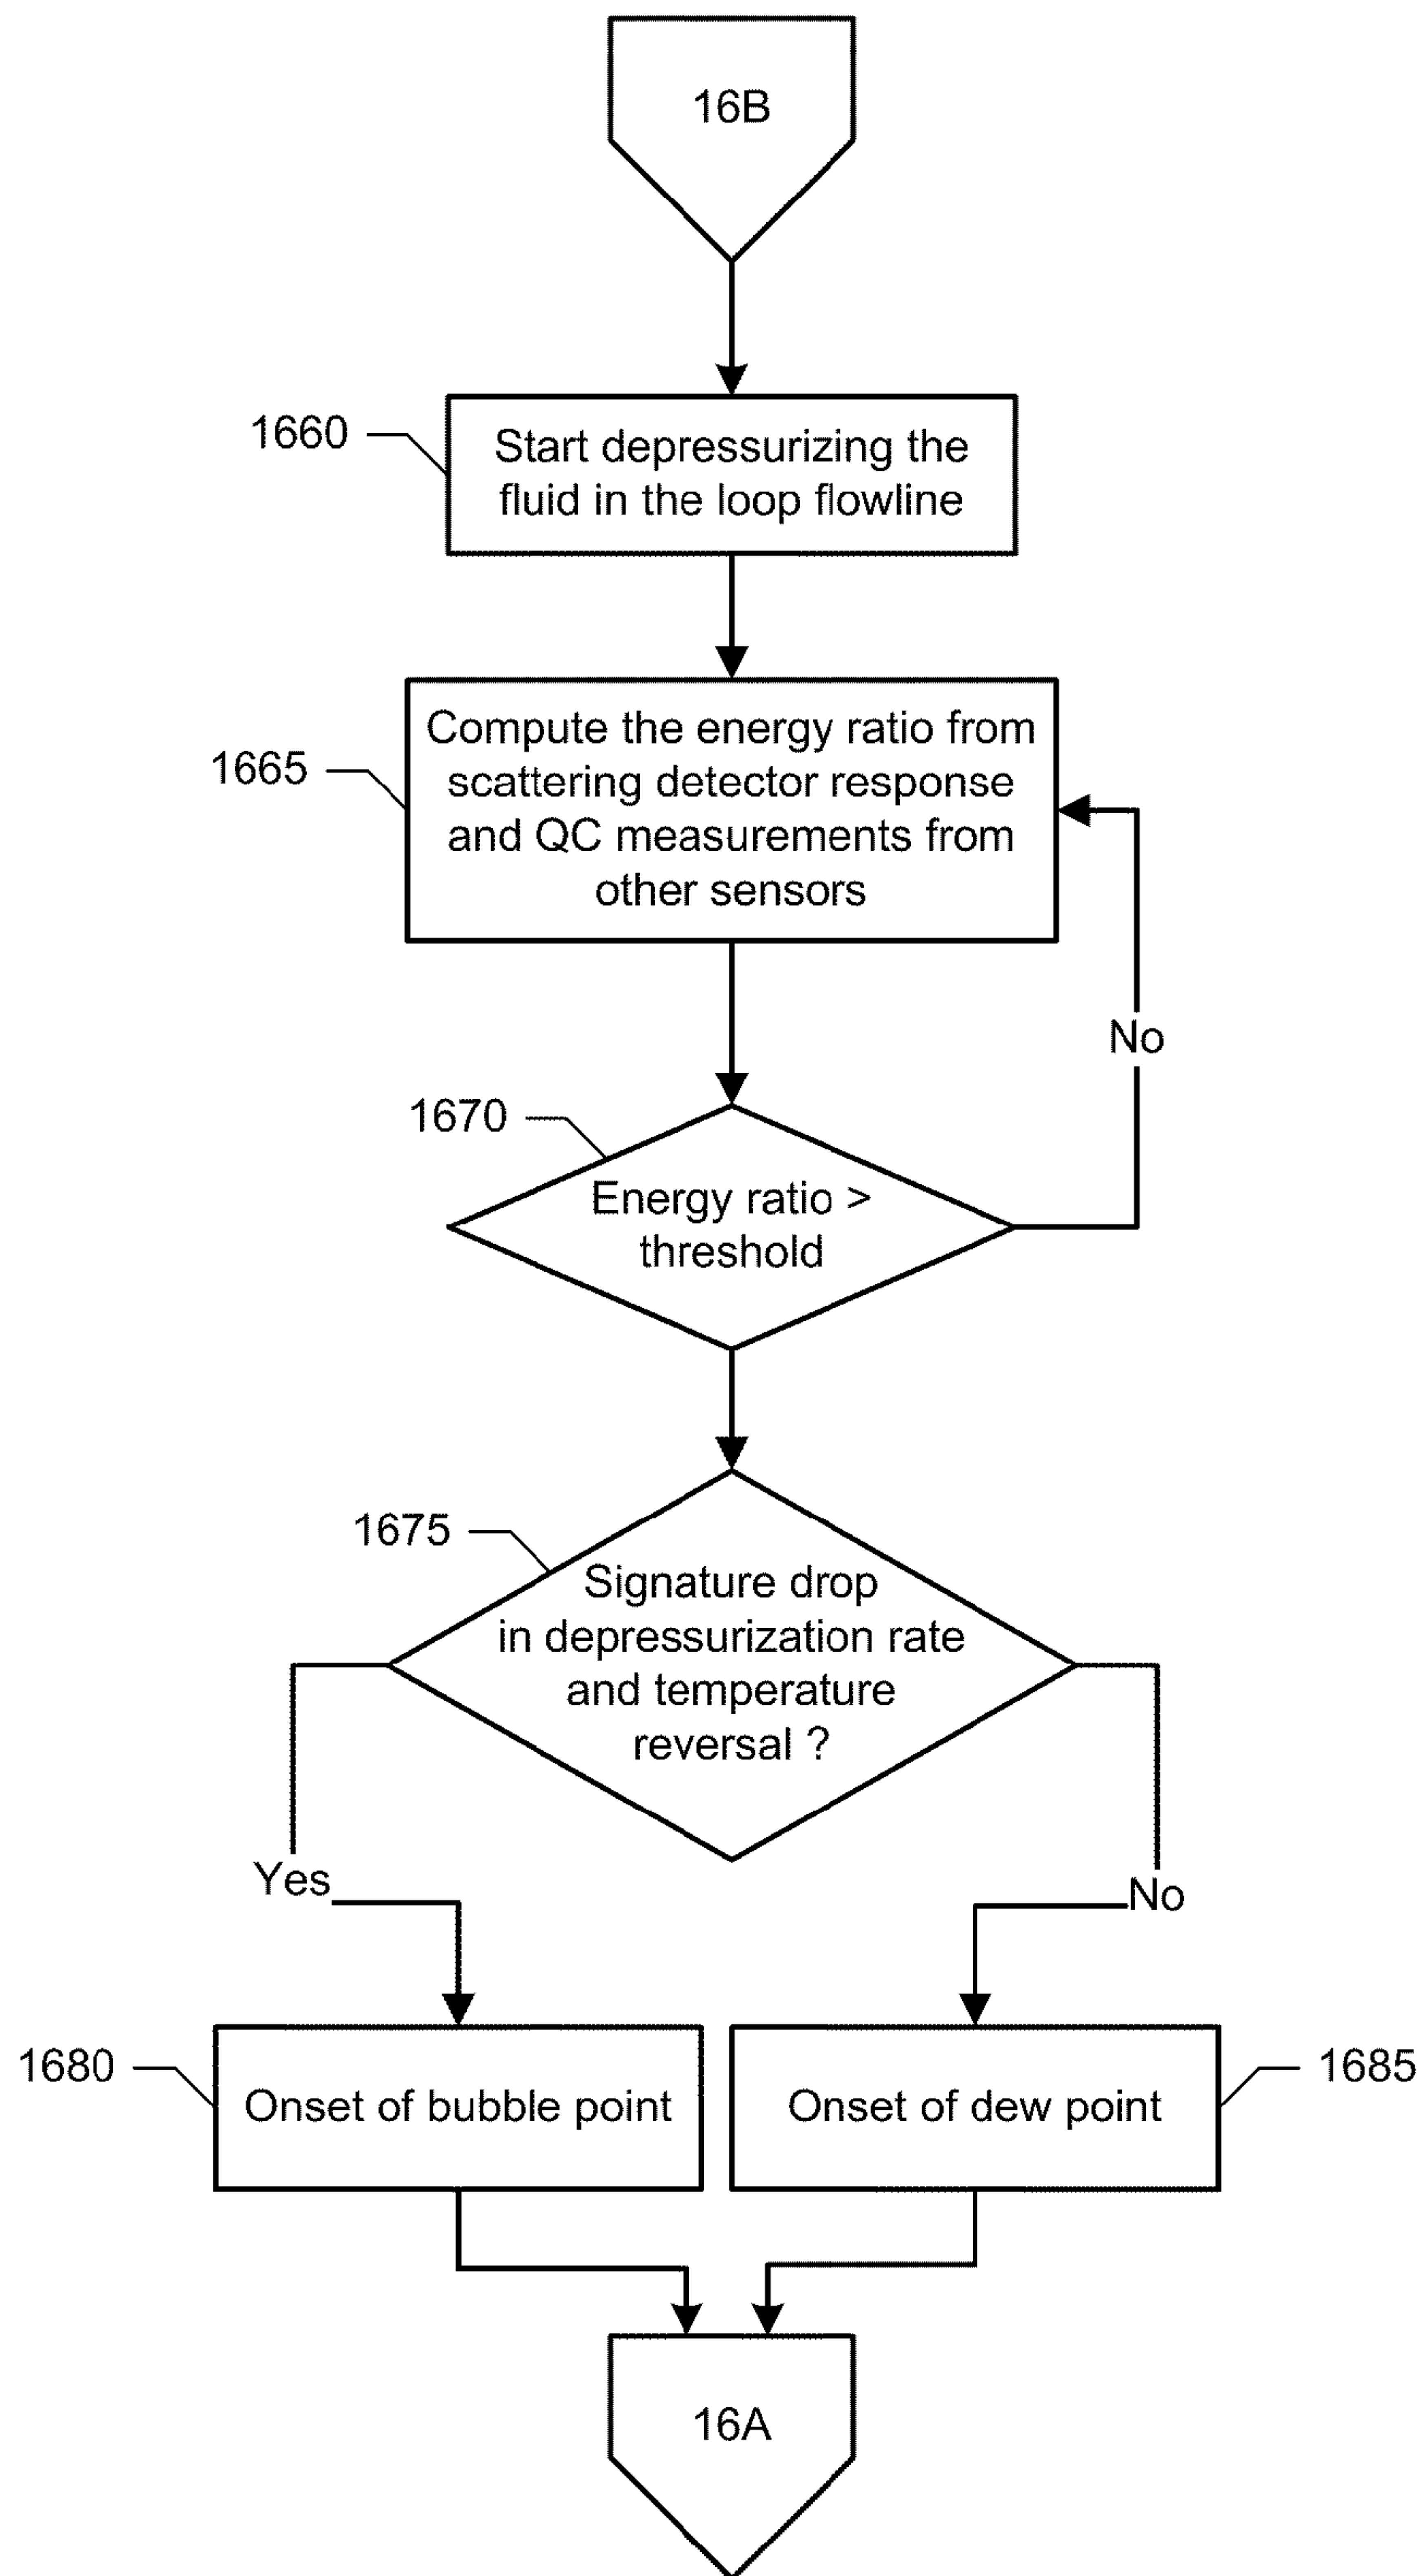 16B
1660
Start depressurizing the
fluid in the loop flowline
1665
Compute the energy ratio from
scattering detector response
and QC measurements from
other sensors
No
1670
Energy ratio >
threshold
1675
Signature drop
in depressurization rate
and temperature
reversal ?
Yes
No
1680
Onset of bubble point
Onset of dew point
1685
16A